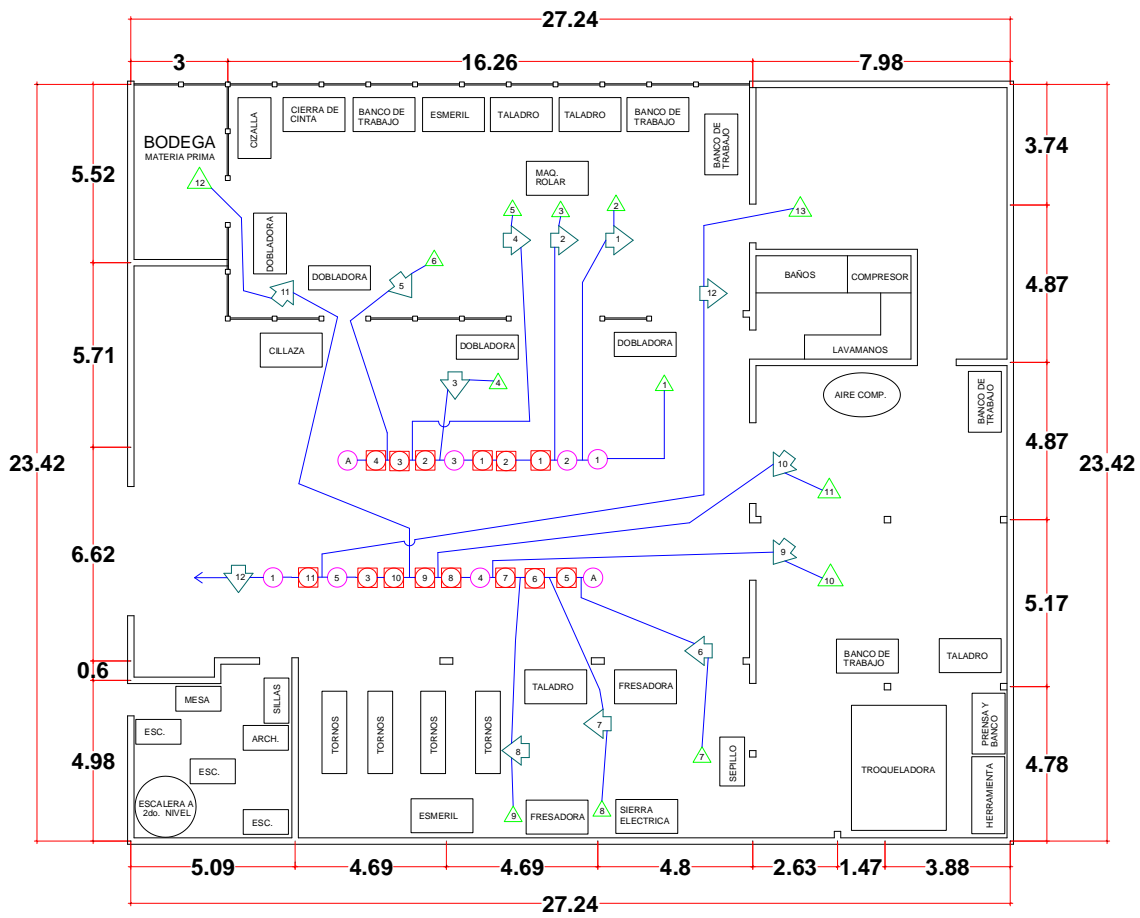 27.24
3
16.26
7.98
CIZALLA
CIERRA DE
CINTA
BANCO DE
TRABAJO
ESMERIL
TALADRO
TALADRO
BANCO DE
TRABAJO
BANCO DE
TRABAJO
BODEGA
MATERIA PRIMA
5.52
3.74
MAQ.
ROLAR
12
5
3
2
13
4
2
1
DOBLADORA
DOBLADORA
6
5
11
12
BAÑOS
COMPRESOR
LAVAMANOS
4.87
5.71
CILLAZA
DOBLADORA
DOBLADORA
3
4
1
AIRE COMP.
BANCO DE
TRABAJO
4.87
23.42
23.42
A
4
3
2
3
1
2
1
2
1
10
11
6.62
9
10
12
1
11
5
3
10
9
8
4
7
6
5
A
5.17
0.6
6
BANCO DE
TRABAJO
TALADRO
MESA
SILLAS
TALADRO
FRESADORA
ESC.
ARCH.
TORNOS
TORNOS
TORNOS
TORNOS
7
8
7
SEPILLO
PRENSA Y
BANCO
4.98
4.78
ESC.
TROQUELADORA
HERRAMIENTA
ESCALERA A
2do. NIVEL
ESC.
ESMERIL
9
FRESADORA
8
SIERRA
ELECTRICA
5.09
4.69
4.69
4.8
2.63
1.47
3.88
27.24